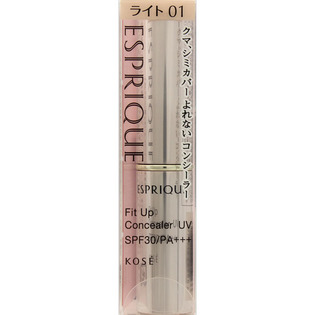 ライト 01
ESPRIQUE
クマ、シミカバー よれない コンシーラー
ESPRIQUE
Fit Up
Concealer UV
SPF30/PA+++
KOSÉ